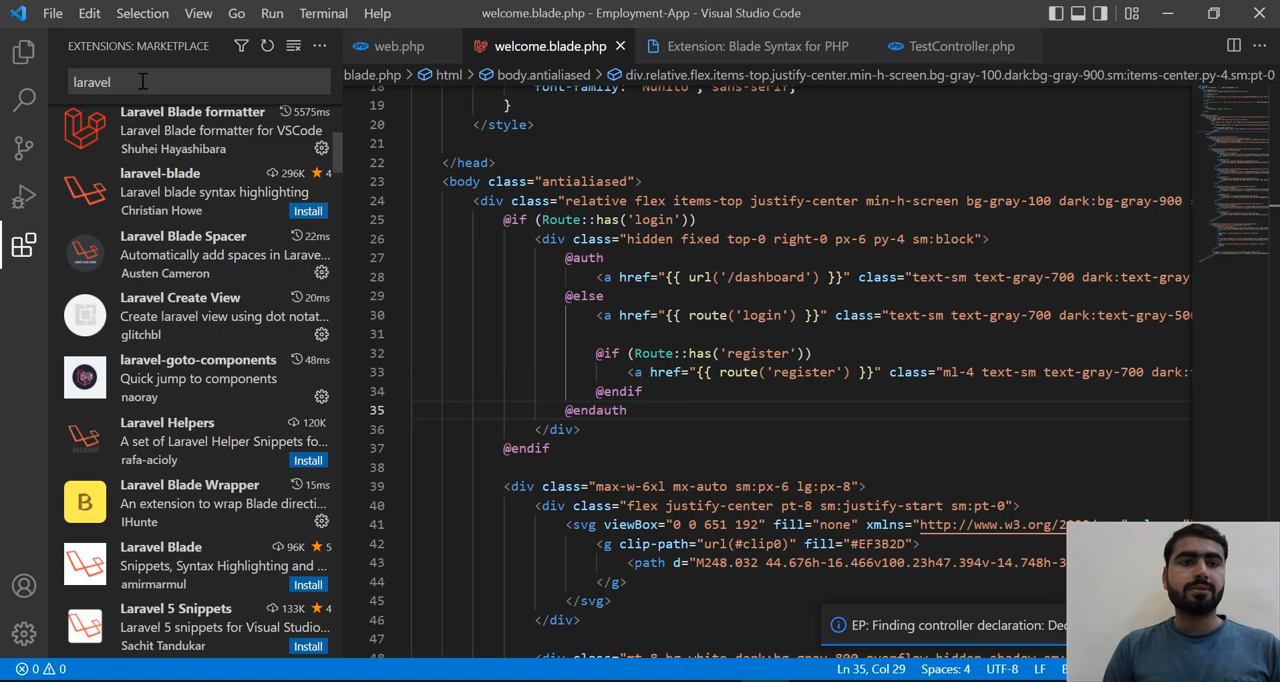 File Edit Selection View Go Run Terminal Help welcome.blade.php - Employment-App - Visual Studio Code
EXTENSIONS: MARKETPLACE
web.php welcome.blade.php Extension: Blade Syntax for PHP TestController.php
laravel
blade.php > html > body.antialiased > div.relative.flex.items-top.justify-center.min-h-screen.bg-gray-100.dark:bg-gray-900.sm:items-center.py-4.sm:pt-0
Laravel Blade formatter 5575ms
Laravel Blade formatter for VSCode
Shuhei Hayashibara
laravel-blade 296K 4
Laravel blade syntax highlighting
Christian Howe Install
Laravel Blade Spacer 22ms
Automatically add spaces in Larave...
Austen Cameron
Laravel Create View 20ms
Create laravel view using dot notat...
glitchbl
laravel-goto-components 48ms
Quick jump to components
naoray
Laravel Helpers 120K
A set of Laravel Helper Snippets fo...
rafa-acioly Install
Laravel Blade Wrapper 15ms
An extension to wrap Blade directi...
IHunte
B
Laravel Blade 96K 5
Snippets, Syntax Highlighting and ...
amirmarmul Install
Laravel 5 Snippets 133K 4
Laravel 5 snippets for Visual Studio...
Sachit Tandukar Install
18 font-family: 'Nunito', sans-serif;
19 }
20 </style>
21
22 </head>
23 <body class="antialiased">
24 <div class="relative flex items-top justify-center min-h-screen bg-gray-100 dark:bg-gray-900
25 @if (Route::has('login'))
26 <div class="hidden fixed top-0 right-0 px-6 py-4 sm:block">
27 @auth
28 <a href="{{ url('/dashboard') }}" class="text-sm text-gray-700 dark:text-gray-
29 @else
30 <a href="{{ route('login') }}" class="text-sm text-gray-700 dark:text-gray-50
31
32 @if (Route::has('register'))
33 <a href="{{ route('register') }}" class="ml-4 text-sm text-gray-700 dark:
34 @endif
35 @endauth
36 </div>
37 @endif
38
39 <div class="max-w-6xl mx-auto sm:px-6 lg:px-8">
40 <div class="flex justify-center pt-8 sm:justify-start sm:pt-0">
41 <svg viewBox="0 0 651 192" fill="none" xmlns="http://www.w3.org/
42 <g clip-path="url(#clip0)" fill="#EF3B2D">
43 <path d="M248.032 44.676h-16.466v100.23h47.394v-14.748h-3
44 </g>
45 </svg>
46 </div>
47
48
EP: Finding controller declaration: De
0 0 Ln 35, Col 29 Spaces: 4 UTF-8 LF